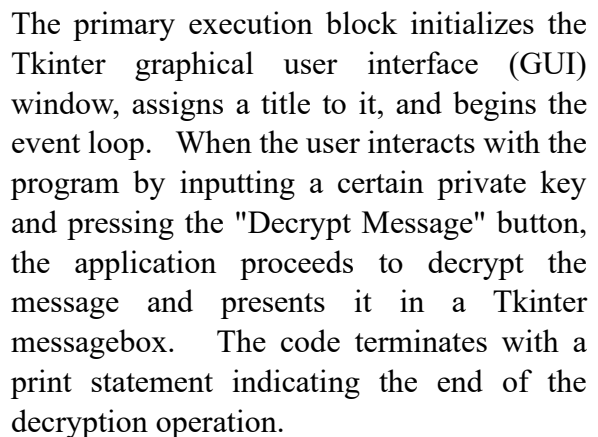 The primary execution block initializes the
Tkinter graphical user interface (GUI)
window, assigns a title to it, and begins the
event loop. When the user interacts with the
program by inputting a certain private key
and pressing the "Decrypt Message" button,
the application proceeds to decrypt the
message and presents it in a Tkinter
messagebox. The code terminates with a
print statement indicating the end of the
decryption operation.